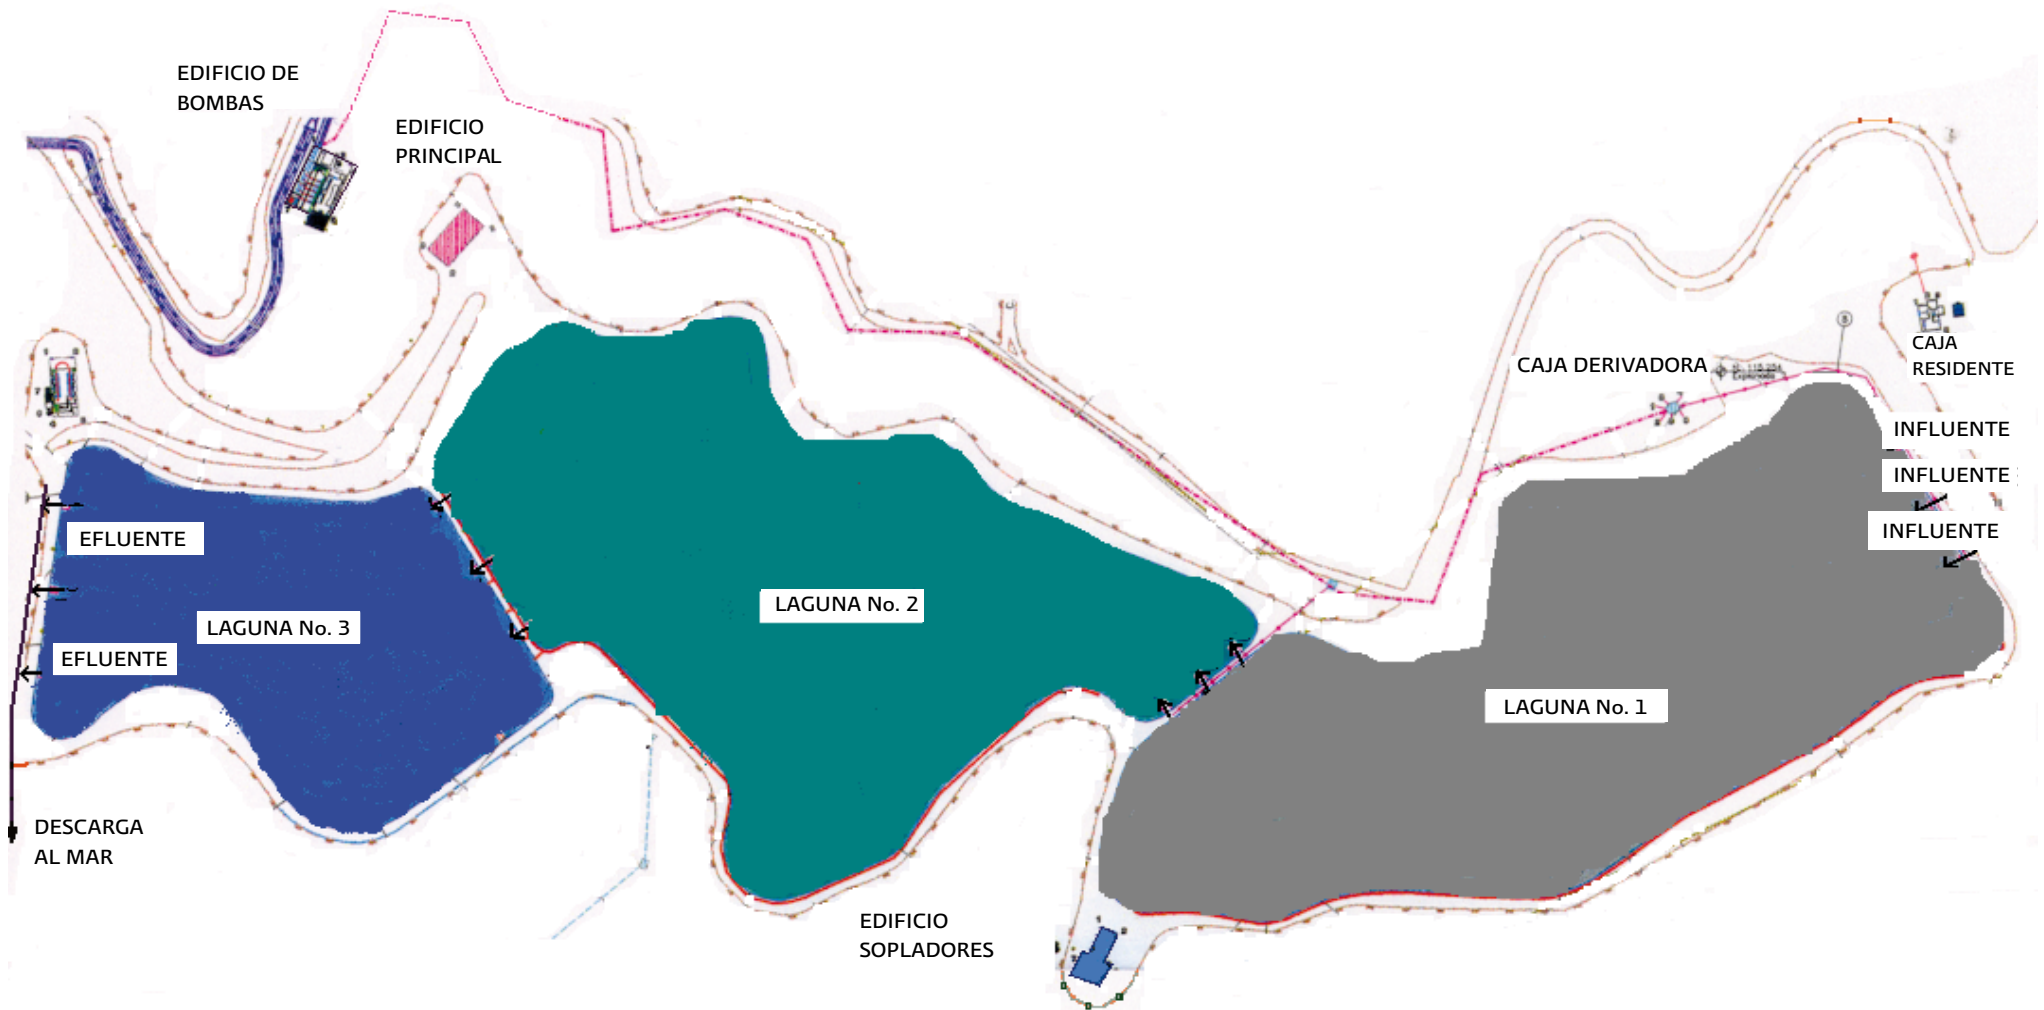 EDIFICIO DE
BOMBAS
EDIFICIO
PRINCIPAL
CAJA DERIVADORA
CAJA
RESIDENTE
INFLUENTE
INFLUENTE
INFLUENTE
EFLUENTE
LAGUNA No. 3
EFLUENTE
LAGUNA No. 2
LAGUNA No. 1
DESCARGA
AL MAR
EDIFICIO
SOPLADORES